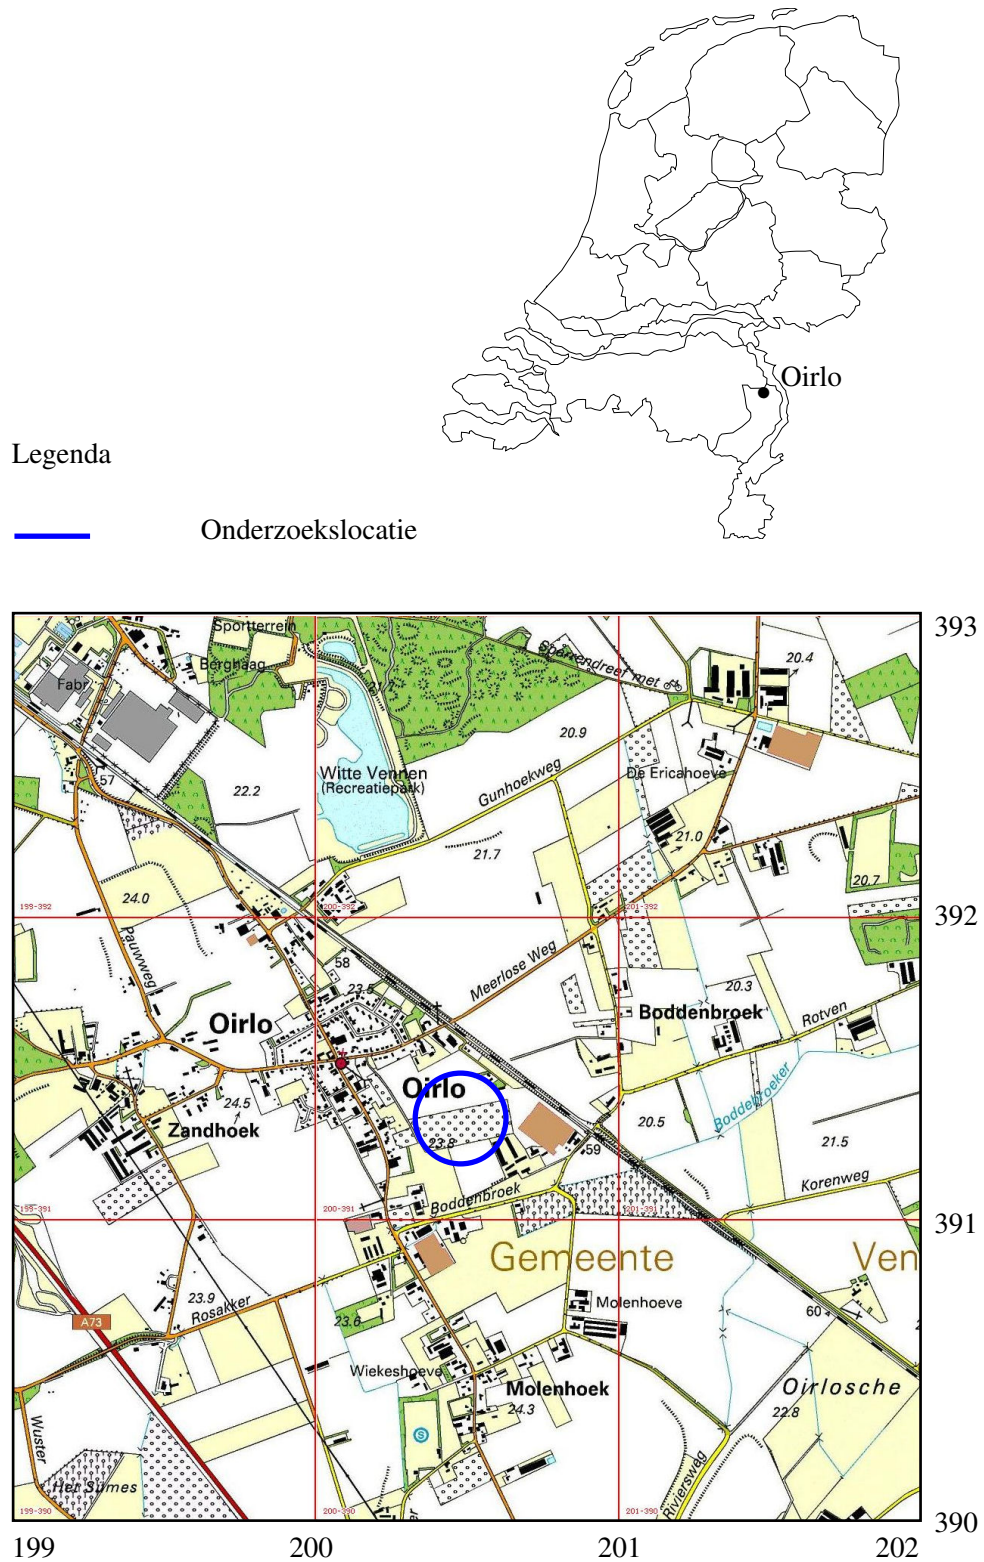 Oirlo
Legenda
Onderzoekslocatie
393
Sportterrein
Berghaag
Fabr
57
Sparrendreef met
20.4
20.9
De Ericahoeve
Witte Vennen
(Recreatiepark)
Gunhoekweg
22.2
21.7
21.0
20.7
24.0
199-392
200-392
201-392
392
Pauwweg
58
23.5
Meerlose Weg
20.3
Boddenbroek
Rotven
Oirlo
Oirlo
Boddebroeker
24.5
Zandhoek
23.8
20.5
21.5
59
Korenweg
Boddenbroek
199-391
200-391
201-391
391
Gemeente
Ven
23.9
Rosakker
A73
23.6
Molenhoeve
60
Wiekeshoeve
Molenhoek
24.3
Oirlosche
22.8
Wuster
S
Het Sumes
Riviersweg
199-390
200-390
201-390
390
199
200
201
202